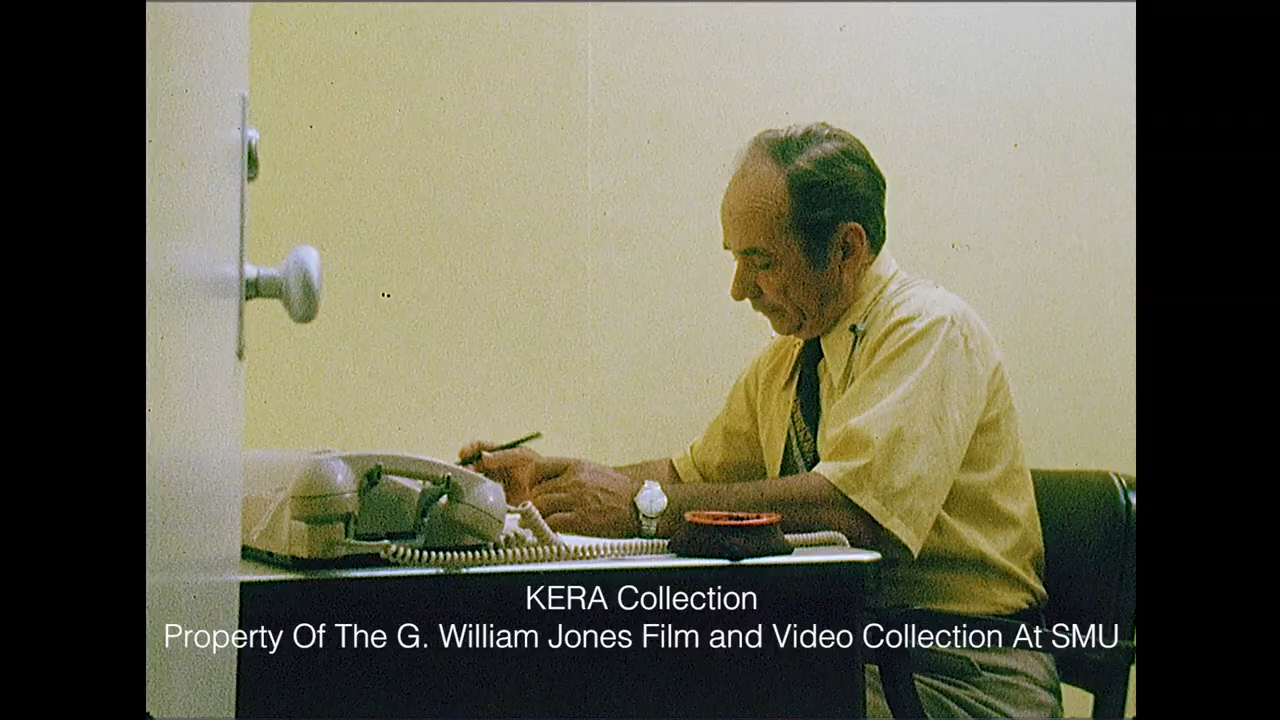 KERA Collection
Property Of The G. William Jones Film and Video Collection At SMU